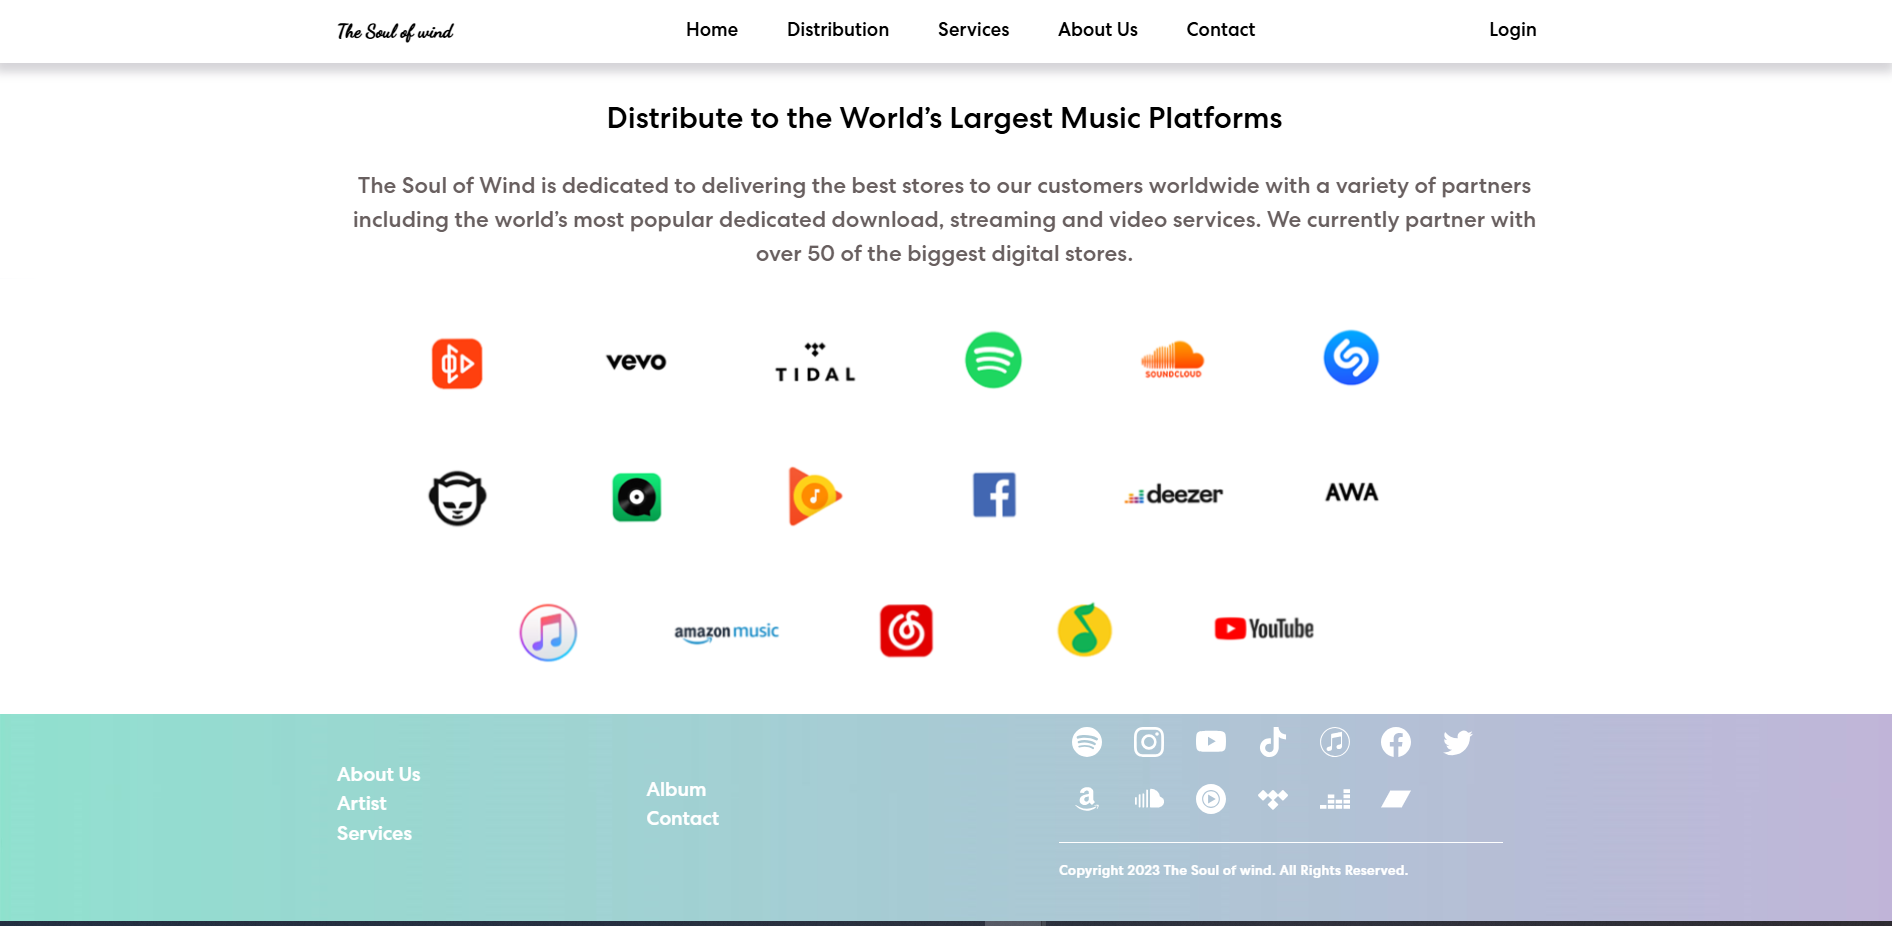 The Soul of wind
Home
Distribution
Services
About Us
Contact
Login
Distribute to the World’s Largest Music Platforms
The Soul of Wind is dedicated to delivering the best stores to our customers worldwide with a variety of partners
including the world’s most popular dedicated download, streaming and video services. We currently partner with
over 50 of the biggest digital stores.
vevo
TIDAL
SOUNDCLOUD
deezer
AWA
amazon music
YouTube
About Us
Artist
Services
Album
Contact
Copyright 2023 The Soul of wind. All Rights Reserved.